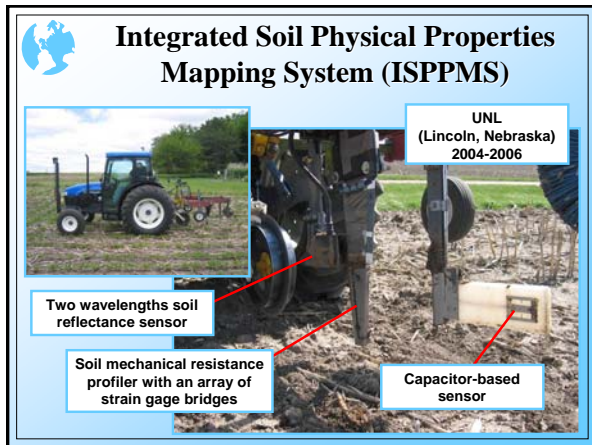 Integrated Soil Physical Properties
Mapping System (ISPPMS)
UNL
(Lincoln, Nebraska)
2004-2006
Two wavelengths soil
reflectance sensor
Soil mechanical resistance
profiler with an array of
strain gage bridges
Capacitor-based
sensor